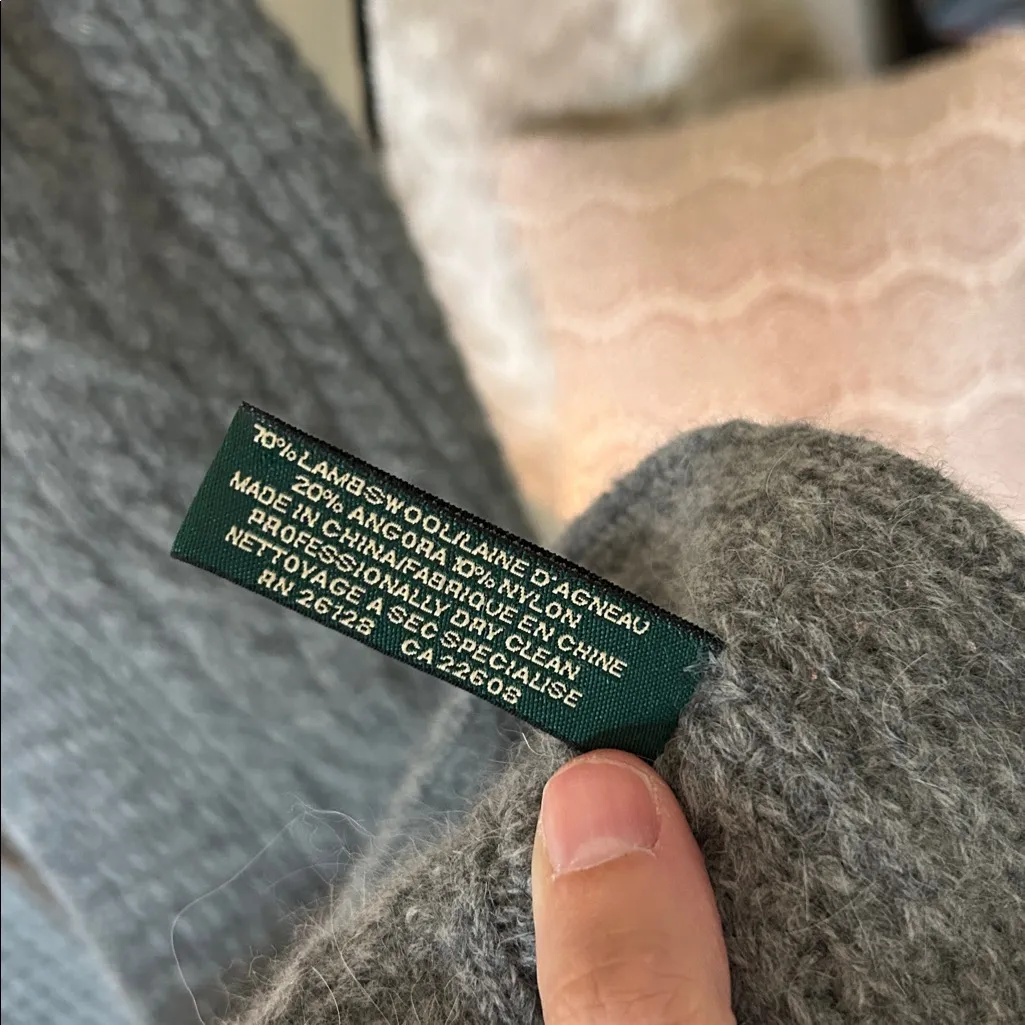 70% LAMBSWOOL/LAINE D'AGNEAU
20% ANGORA 10% NYLON
MADE IN CHINA/FABRIQUE EN CHINE
PROFESSIONALLY DRY CLEAN
NETTOYAGE A SEC SPECIALISE
RN 26128 CA 22608